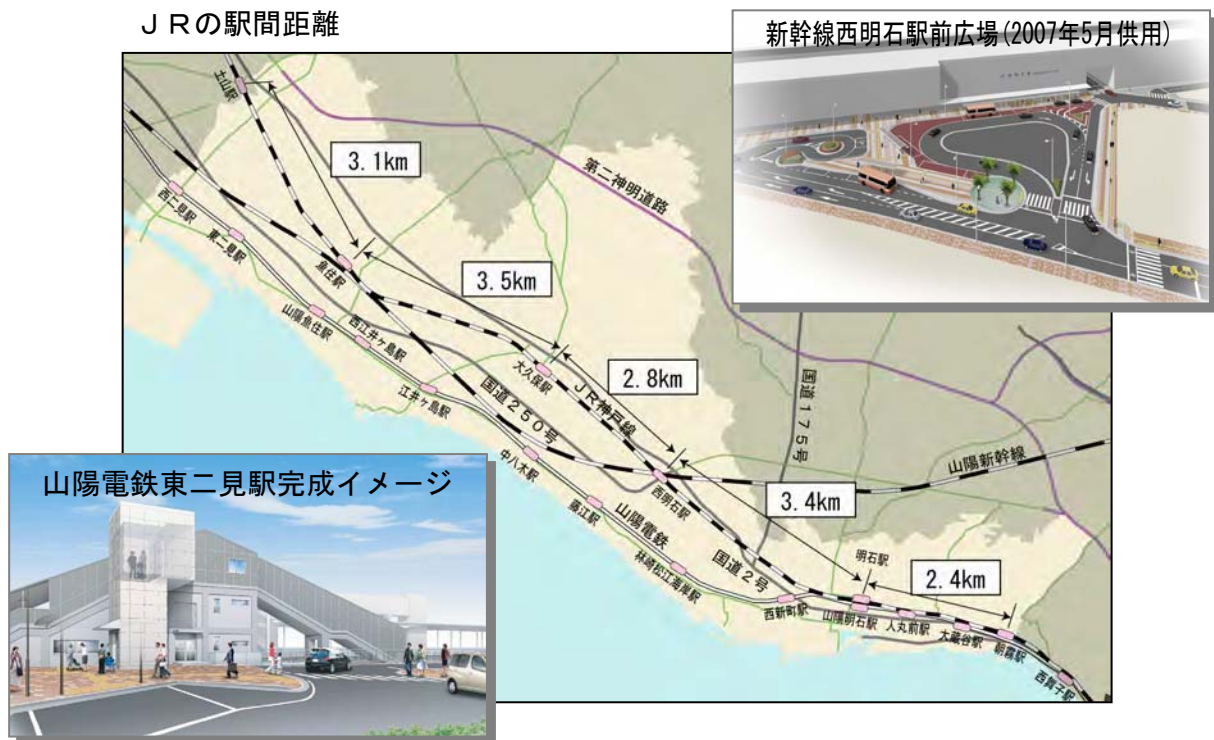 ＪＲの駅間距離
新幹線西明石駅前広場(2007年5月供用)
土山駅
3.1km
第二神明道路
西二見駅
東二見駅
魚住駅
3.5km
山陽魚住駅
西江井ケ島駅
大久保駅
2.8km
江井ケ島駅
国道２５０号
ＪＲ神戸線
国道１７５号
山陽新幹線
中八木駅
西明石駅
3.4km
藤江駅
山陽電鉄
明石駅
林崎松江海岸駅
国道２号
2.4km
西新町駅
山陽明石駅
人丸前駅
大蔵谷駅
朝霧駅
西舞子駅
山陽電鉄東二見駅完成イメージ